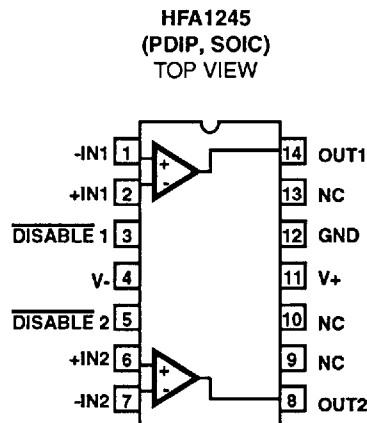 HFA1245
(PDIP, SOIC)
TOP VIEW
-IN1 1 14 OUT1
+ -
+IN1 2 13 NC
DISABLE 1 3 12 GND
V- 4 11 V+
DISABLE 2 5 10 NC
+IN2 6 9 NC
+ -
-IN2 7 8 OUT2